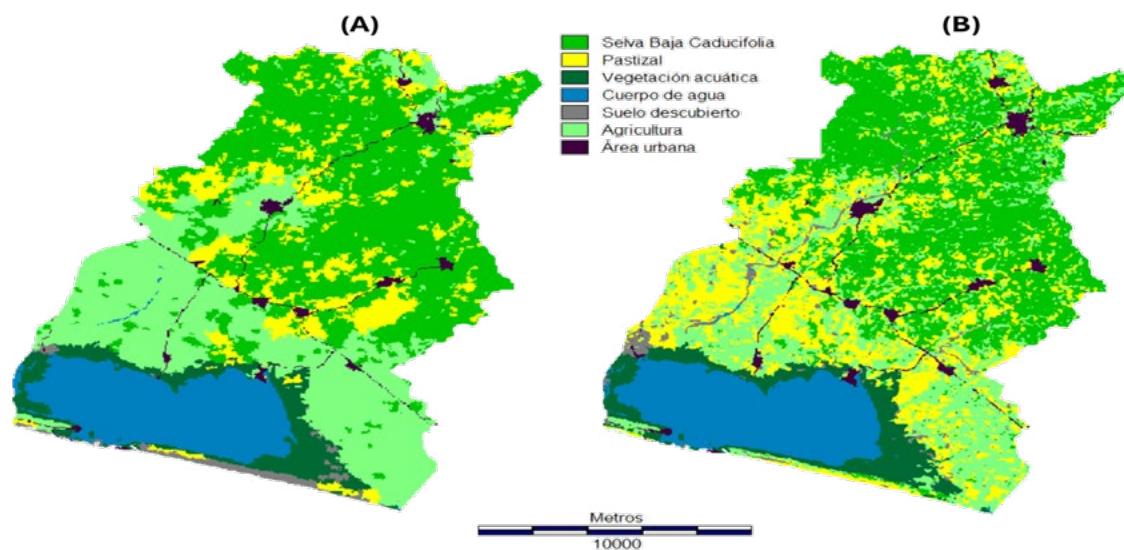 (A)
(B)
Selva Baja Caducifolia
Pastizal
Vegetación acuática
Cuerpo de agua
Suelo descubierto
Agricultura
Área urbana
Metros
10000